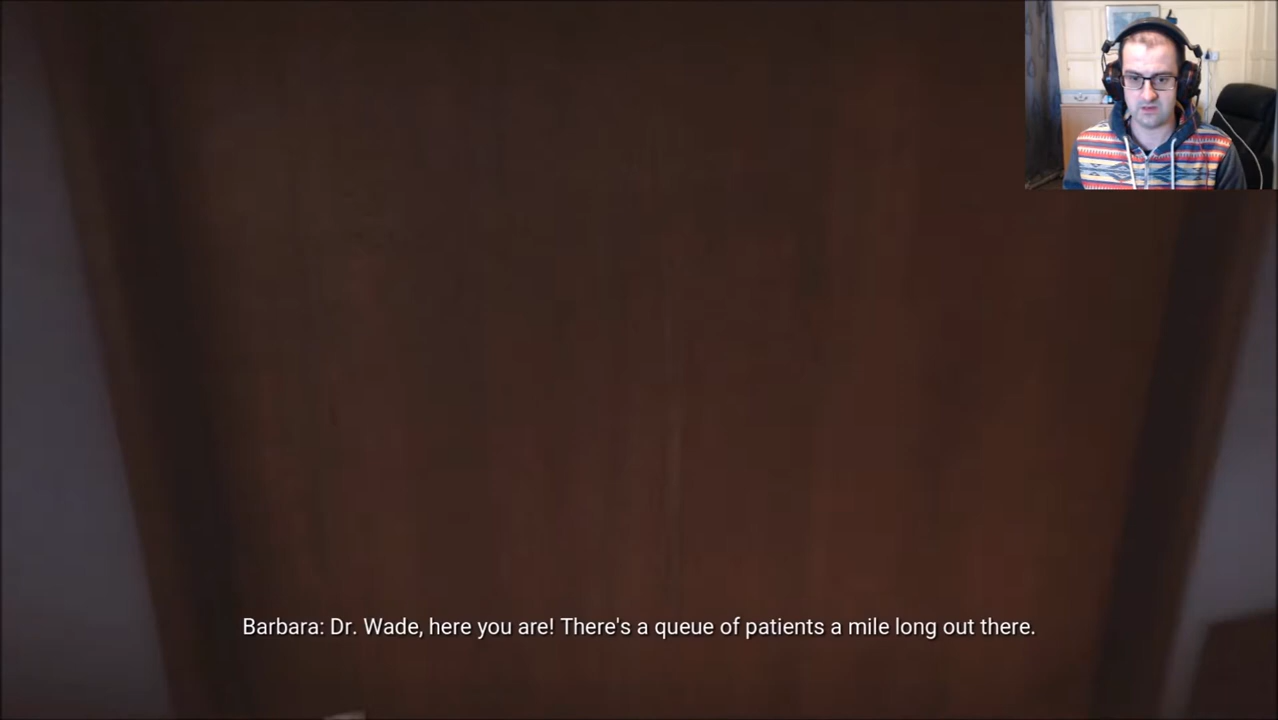 Barbara: Dr. Wade, here you are! There's a queue of patients a mile long out there.